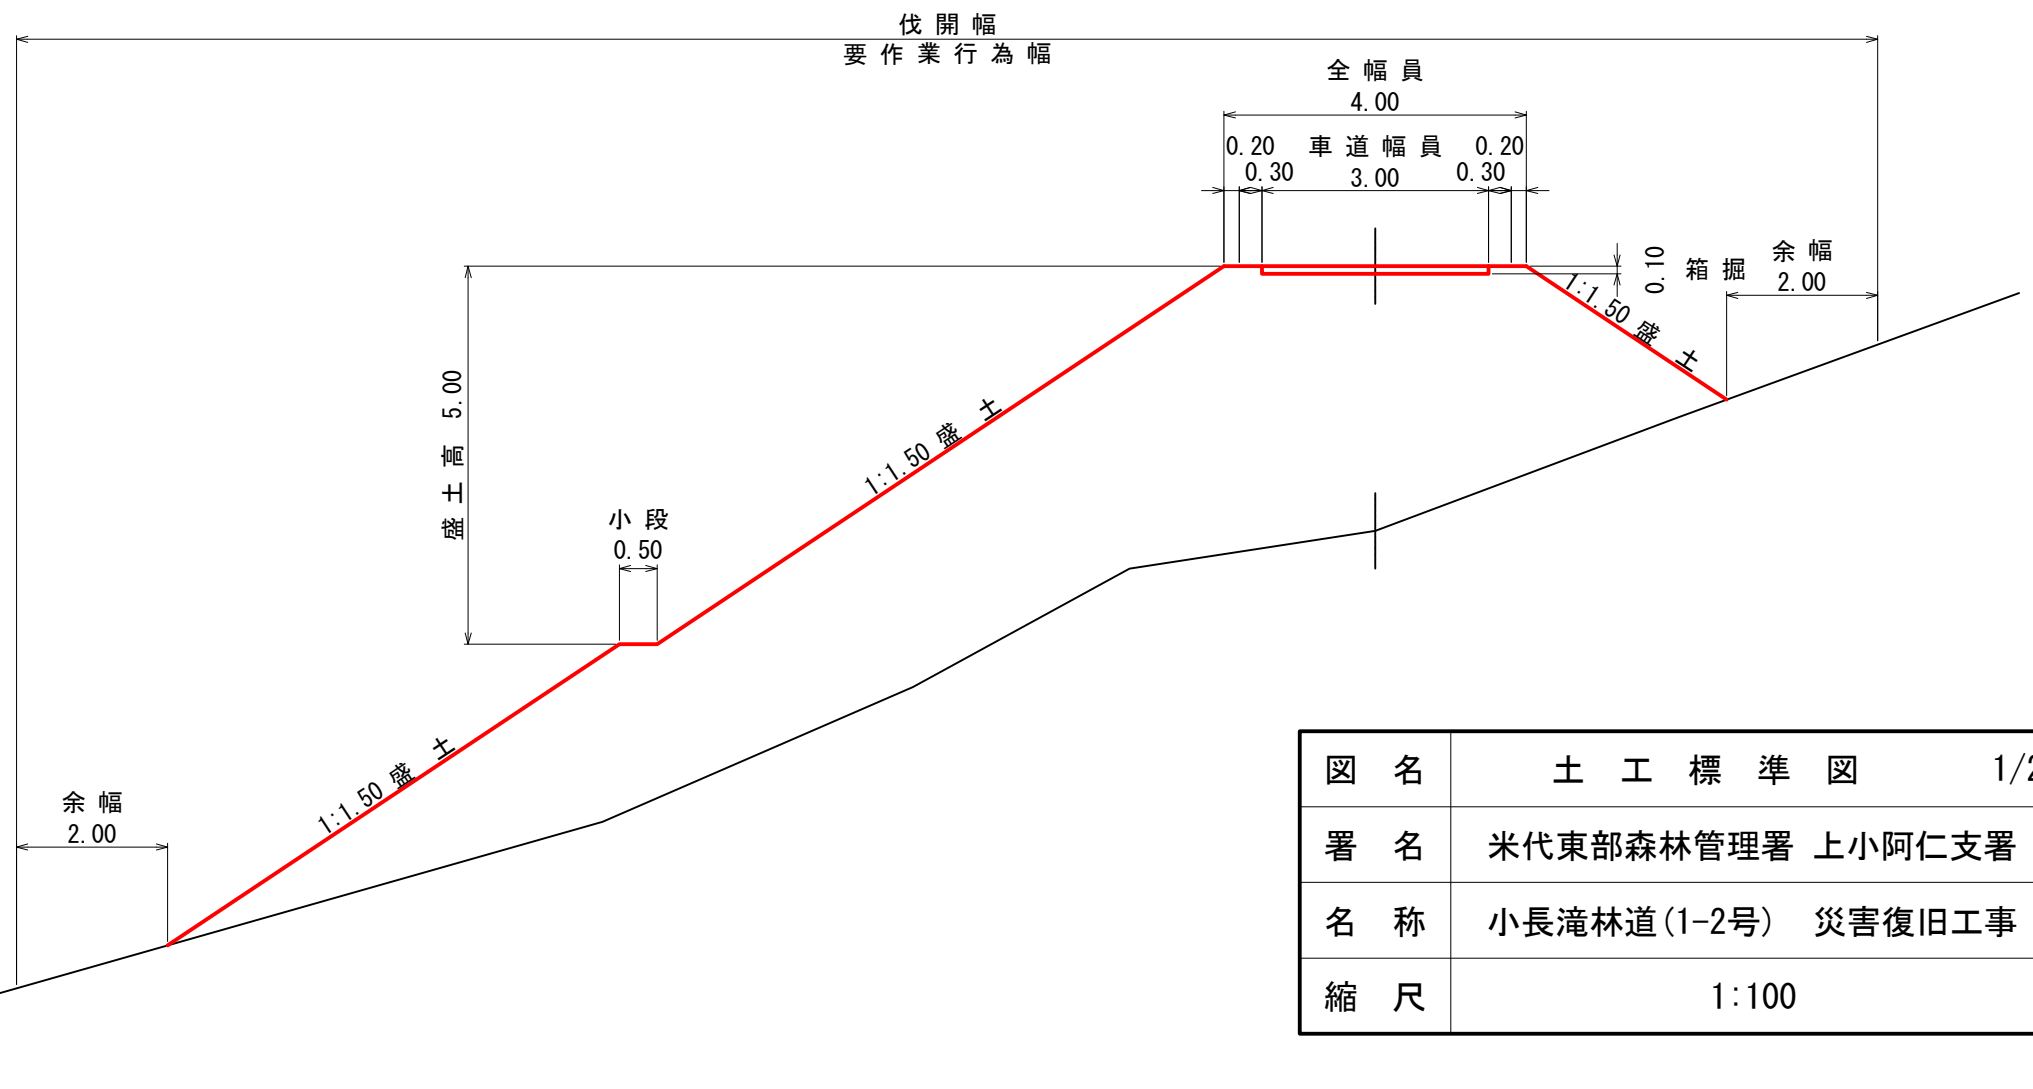 伐開幅
要作業行為幅
全幅員
4.00
0.20 車道幅員 0.20
0.30 3.00 0.30
0.10
箱掘
余幅
2.00
1:1.50 盛土
盛土高 5.00
1:1.50 盛土
小段
0.50
1:1.50 盛土
余幅
2.00
図名 土工標準図 1/2
署名 米代東部森林管理署 上小阿仁支署
名称 小長滝林道(1-2号) 災害復旧工事
縮尺 1:100